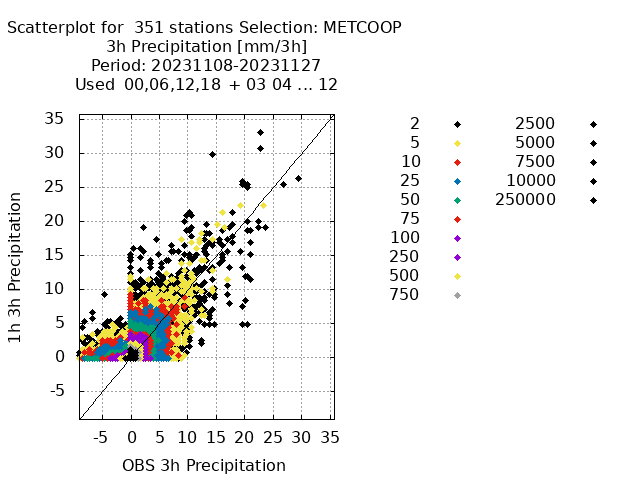 Scatterplot for 351 stations Selection: METCOOP
3h Precipitation [mm/3h]
Period: 20231108-20231127
Used 00,06,12,18 + 03 04 ... 12
35
30
25
20
15
10
5
0
-5
1h 3h Precipitation
-5 0 5 10 15 20 25 30 35
OBS 3h Precipitation
2 2500
5 5000
10 7500
25 10000
50 250000
75
100
250
500
750